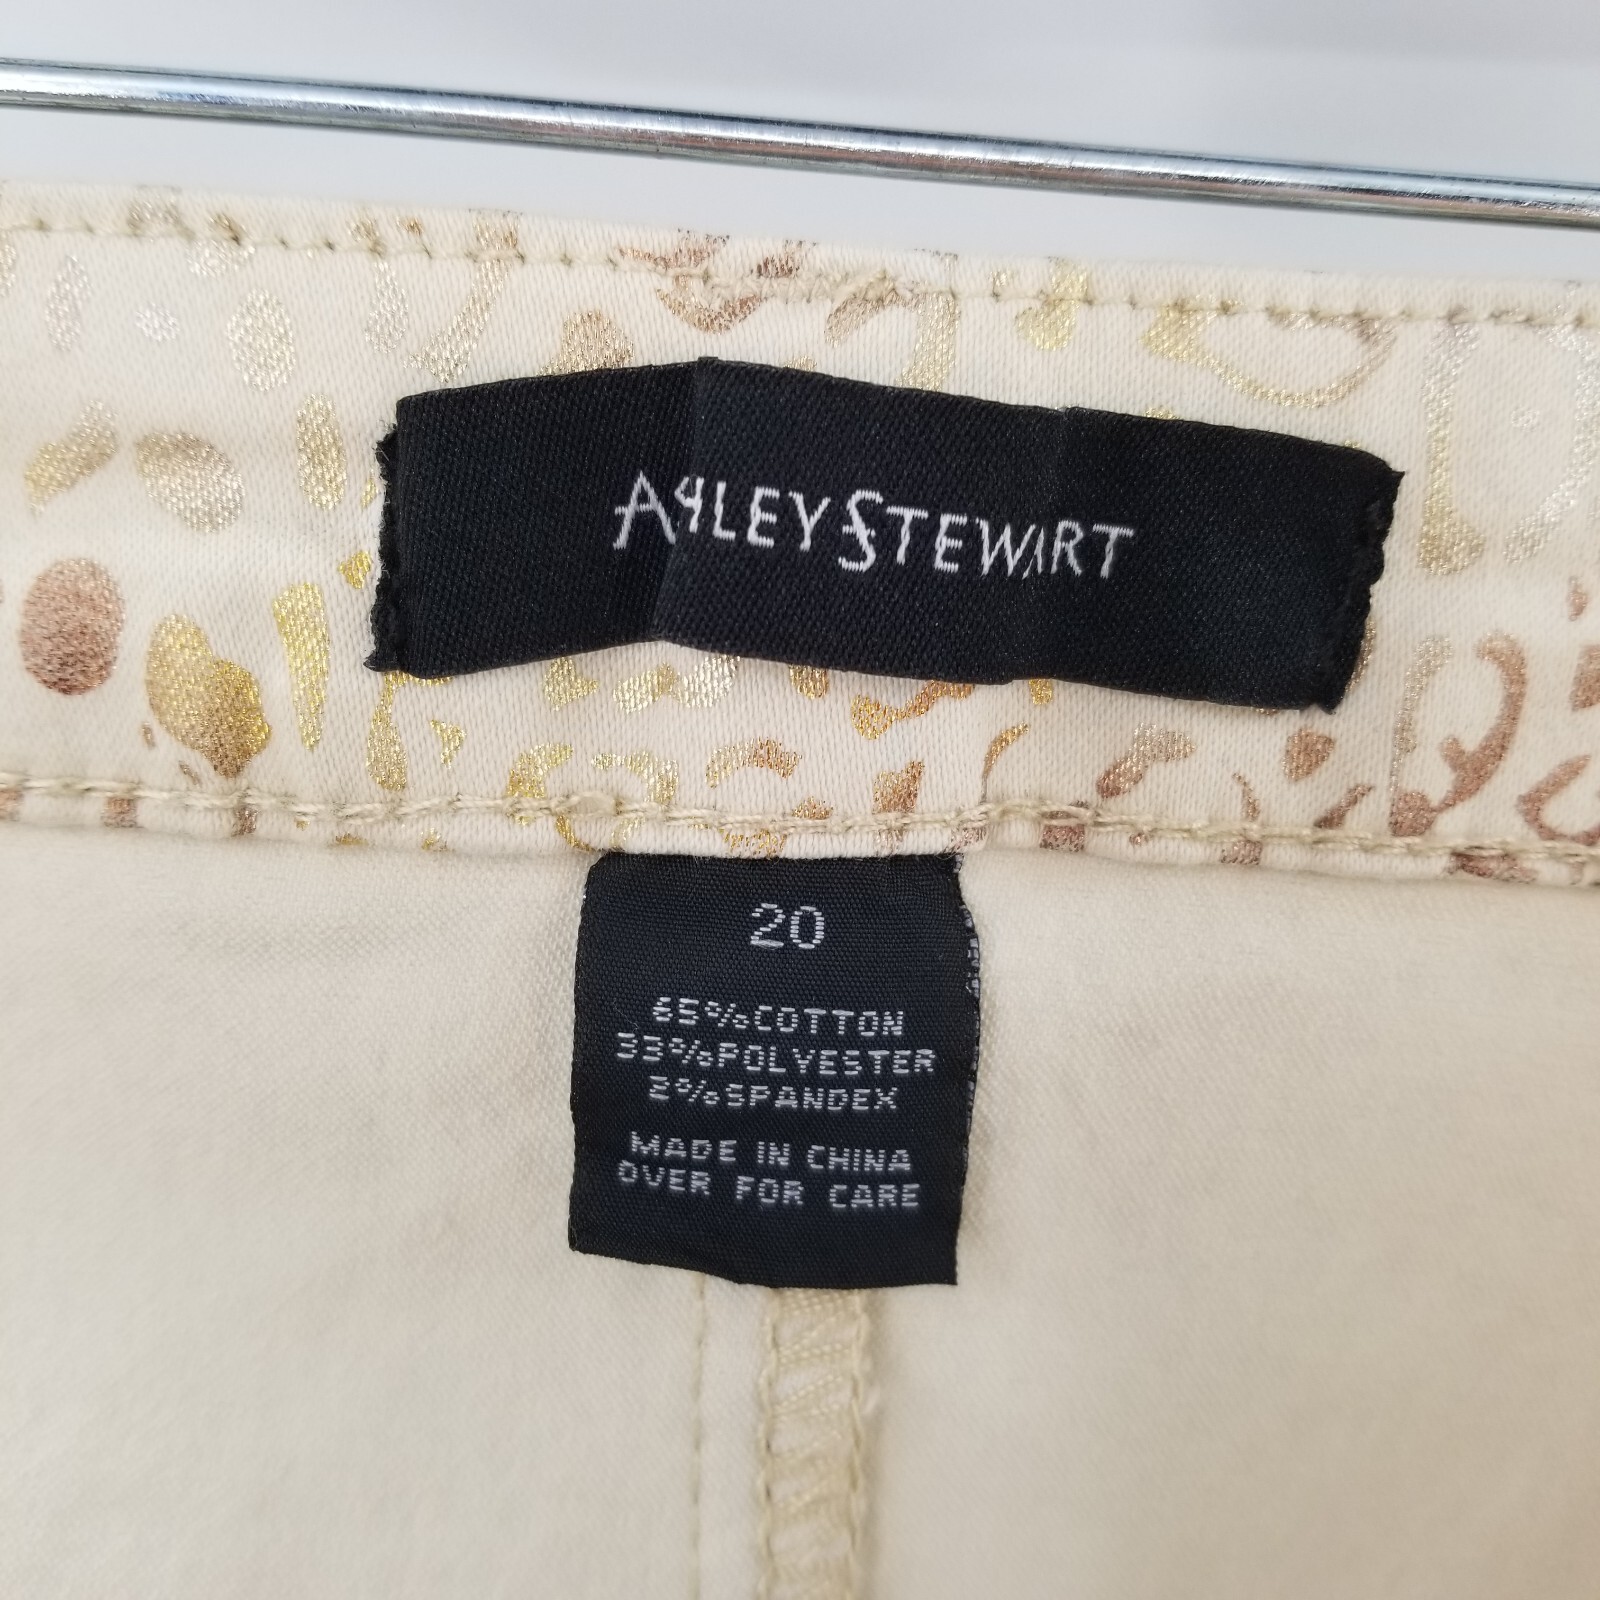 ASHLEY STEWART
20
65%COTTON
33%POLYESTER
2%SPANDEX
MADE IN CHINA
OVER FOR CARE